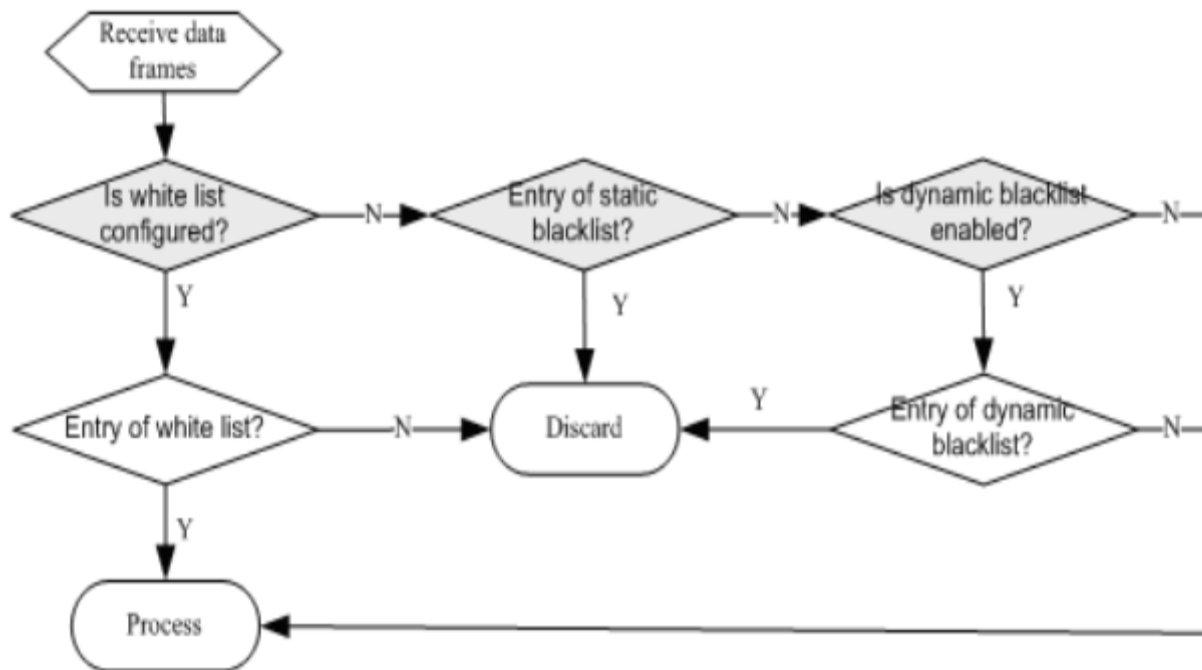 Receive data
frames
Is white list
configured?
N
Entry of static
blacklist?
N
Is dynamic blacklist
enabled?
N
Y
Y
Y
Entry of white list?
N
Discard
Y
Entry of dynamic
blacklist?
N
Y
Process